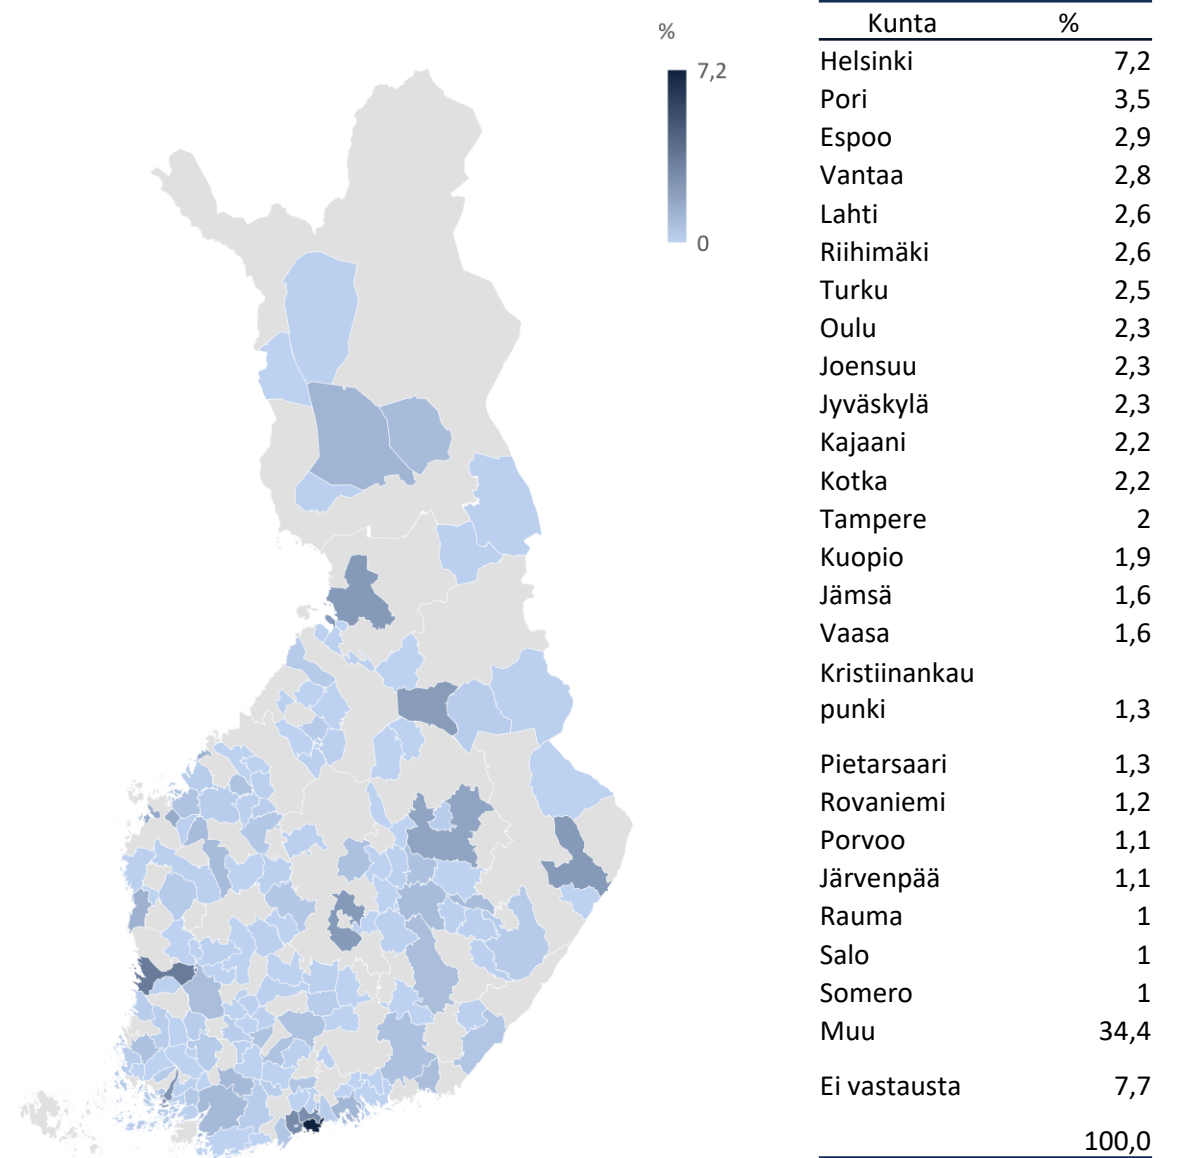 %
7,2
0
Kunta %
Helsinki 7,2
Pori 3,5
Espoo 2,9
Vantaa 2,8
Lahti 2,6
Riihimäki 2,6
Turku 2,5
Oulu 2,3
Joensuu 2,3
Jyväskylä 2,3
Kajaani 2,2
Kotka 2,2
Tampere 2
Kuopio 1,9
Jämsä 1,6
Vaasa 1,6
Kristiinankau
punki 1,3
Pietarsaari 1,3
Rovaniemi 1,2
Porvoo 1,1
Järvenpää 1,1
Rauma 1
Salo 1
Somero 1
Muu 34,4
Ei vastausta 7,7
100,0